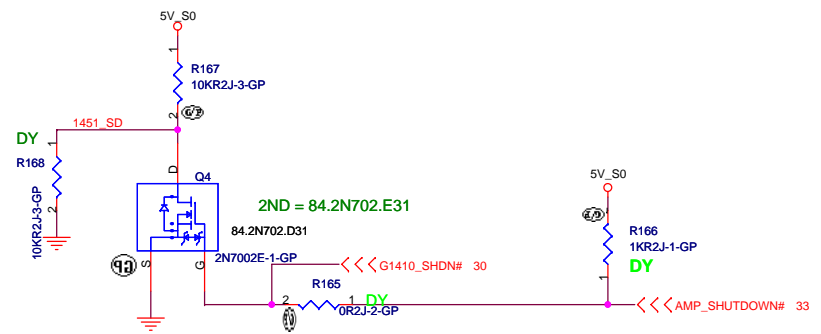 5V_S0
1
R167
10KR2J-3-GP
2
G/P
1451_SD
DY
1
R168
10KR2J-3-GP
2
D
Q4
2ND = 84.2N702.E31
84.2N702.D31
2N7002E-1-GP
GP
S
G
G1410_SHDN# 30
R165
2
1
DY
0R2J-2-GP
5V_S0
R166
1KR2J-1-GP
DY
1
AMP_SHUTDOWN# 33